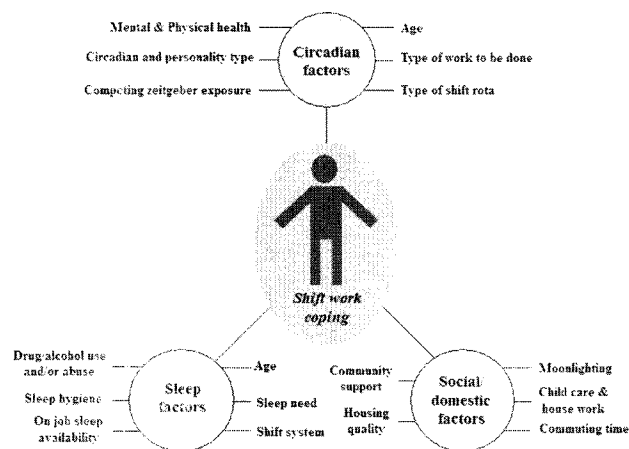 Mental & Physical health
Circadian and personality type
Competing zeitgeber exposure
Circadian
factors
Age
Type of work to be done
Type of shift rota
Shift work
coping
Drug/alcohol use
and/or abuse
Sleep hygiene
On job sleep
availability
Sleep
factors
Age
Sleep need
Shift system
Community
support
Housing
quality
Social/
domestic
factors
Moonlighting
Child care &
house work
Commuting time